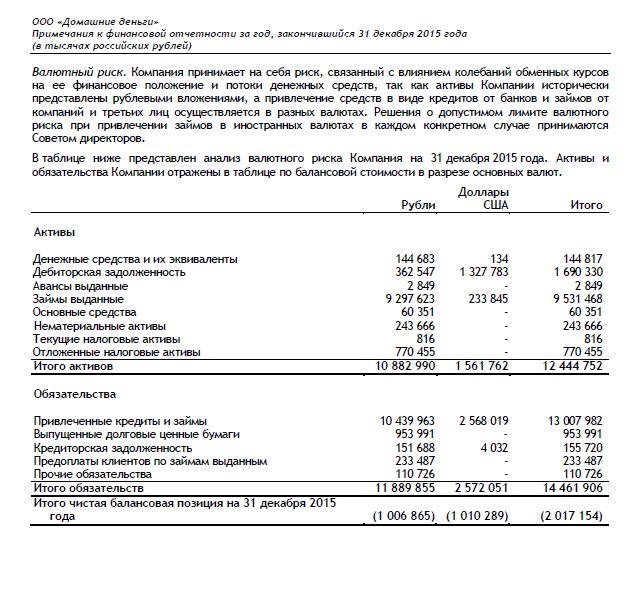 ООО «Домашние деньги»
Примечания к финансовой отчетности за год, закончившийся 31 декабря 2015 года
(в тысячах российских рублей)
Валютный риск. Компания принимает на себя риск, связанный с влиянием колебаний обменных курсов
на ее финансовое положение и потоки денежных средств, так как активы Компании исторически
представлены рублевыми вложениями, а привлечение средств в виде кредитов от банков и займов от
компаний и третьих лиц осуществляется в разных валютах. Решения о допустимом лимите валютного
риска при привлечении займов в иностранных валютах в каждом конкретном случае принимаются
Советом директоров.
В таблице ниже представлен анализ валютного риска Компания на 31 декабря 2015 года. Активы и
обязательства Компании отражены в таблице по балансовой стоимости в разрезе основных валют.
Доллары
Рубли США Итого
Активы
Денежные средства и их эквиваленты 144 683 134 144 817
Дебиторская задолженность 362 547 1 327 783 1 690 330
Авансы выданные 2 849 - 2 849
Займы выданные 9 297 623 233 845 9 531 468
Основные средства 60 351 - 60 351
Нематериальные активы 243 666 - 243 666
Текущие налоговые активы 816 - 816
Отложенные налоговые активы 770 455 - 770 455
Итого активов 10 882 990 1 561 762 12 444 752
Обязательства
Привлеченные кредиты и займы 10 439 963 2 568 019 13 007 982
Выпущенные долговые ценные бумаги 953 991 - 953 991
Кредиторская задолженность 151 688 4 032 155 720
Предоплаты клиентов по займам выданным 233 487 - 233 487
Прочие обязательства 110 726 - 110 726
Итого обязательств 11 889 855 2 572 051 14 461 906
Итого чистая балансовая позиция на 31 декабря 2015
года (1 006 865) (1 010 289) (2 017 154)